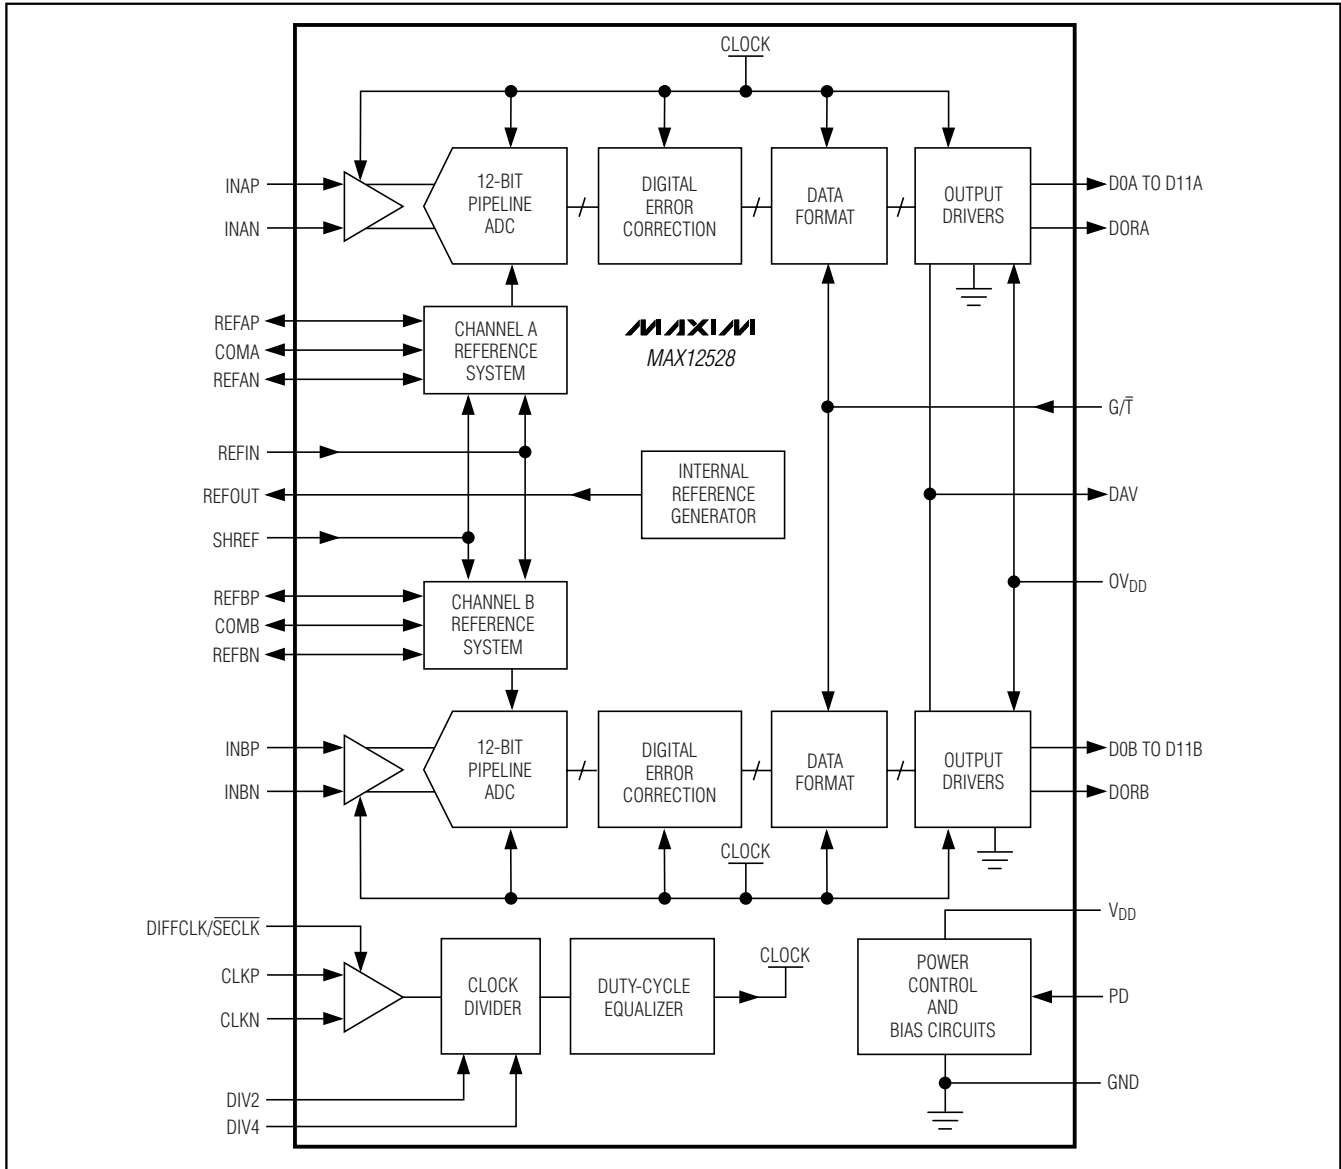 CLOCK
INAP
INAN
12-BIT
PIPELINE
ADC
DIGITAL
ERROR
CORRECTION
DATA
FORMAT
OUTPUT
DRIVERS
D0A TO D11A
DORA
REFAP
COMA
REFAN
CHANNEL A
REFERENCE
SYSTEM
MAXIM
MAX12528
G/T̅
REFIN
REFOUT
SHREF
INTERNAL
REFERENCE
GENERATOR
DAV
OVDD
REFBP
COMB
REFBN
CHANNEL B
REFERENCE
SYSTEM
INBP
INBN
12-BIT
PIPELINE
ADC
DIGITAL
ERROR
CORRECTION
DATA
FORMAT
OUTPUT
DRIVERS
D0B TO D11B
DORB
CLOCK
DIFFCLK/S̅E̅C̅L̅K̅
CLKP
CLKN
CLOCK
DIVIDER
DUTY-CYCLE
EQUALIZER
CLOCK
VDD
POWER
CONTROL
AND
BIAS CIRCUITS
PD
GND
DIV2
DIV4